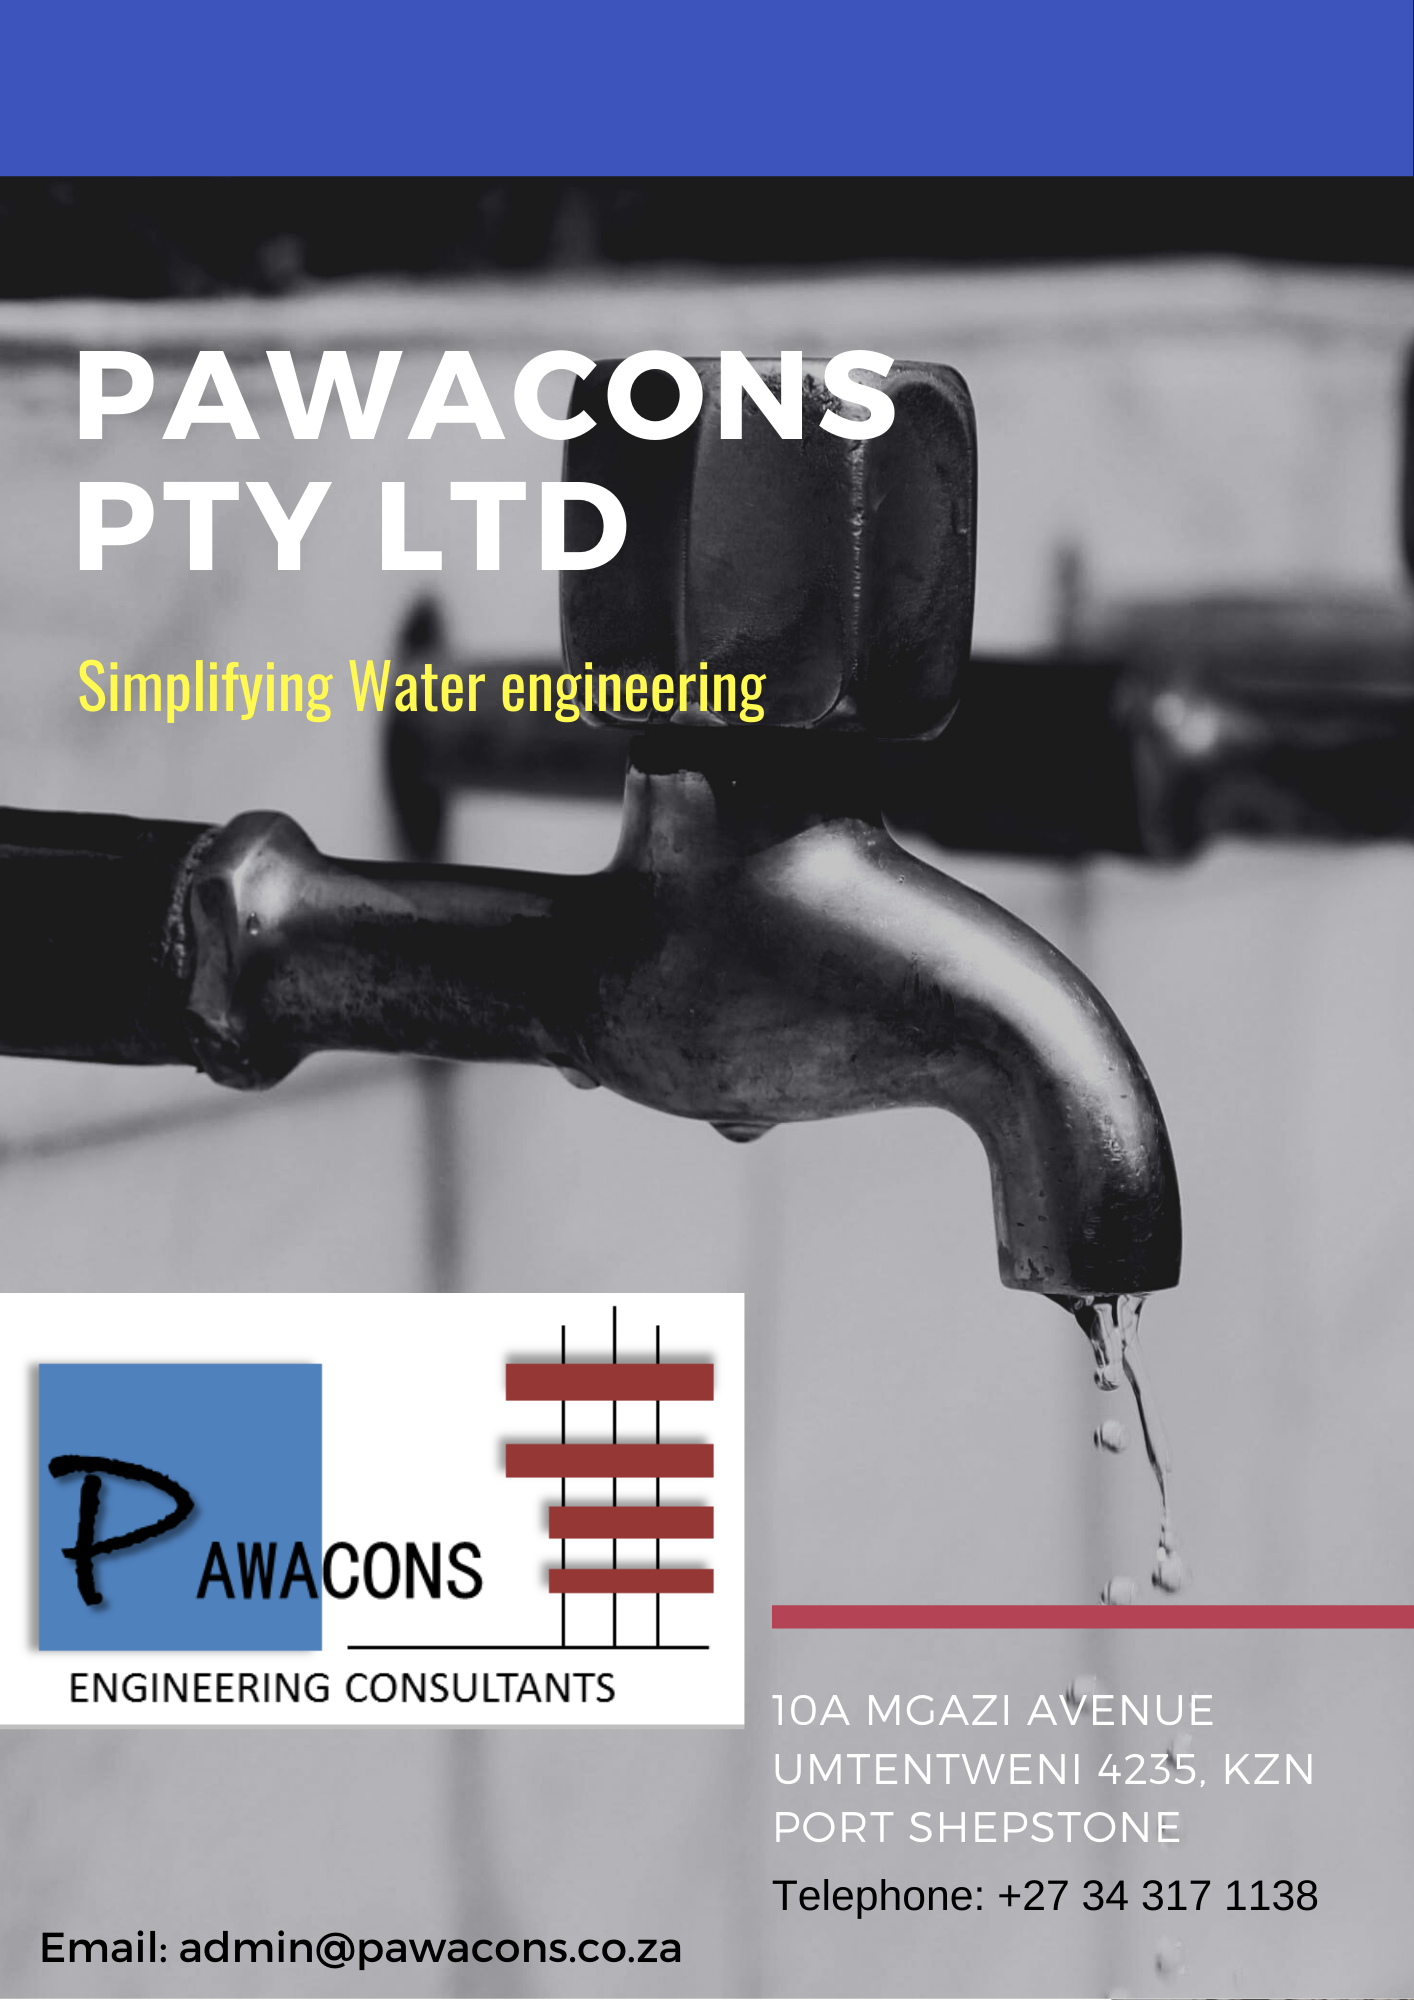 PAWACONS
PTY LTD
Simplifying Water engineering
PAWACONS
ENGINEERING CONSULTANTS
10A MGAZI AVENUE
UMTENTWENI 4235, KZN
PORT SHEPSTONE
Telephone: +27 34 317 1138
Email: admin@pawacons.co.za